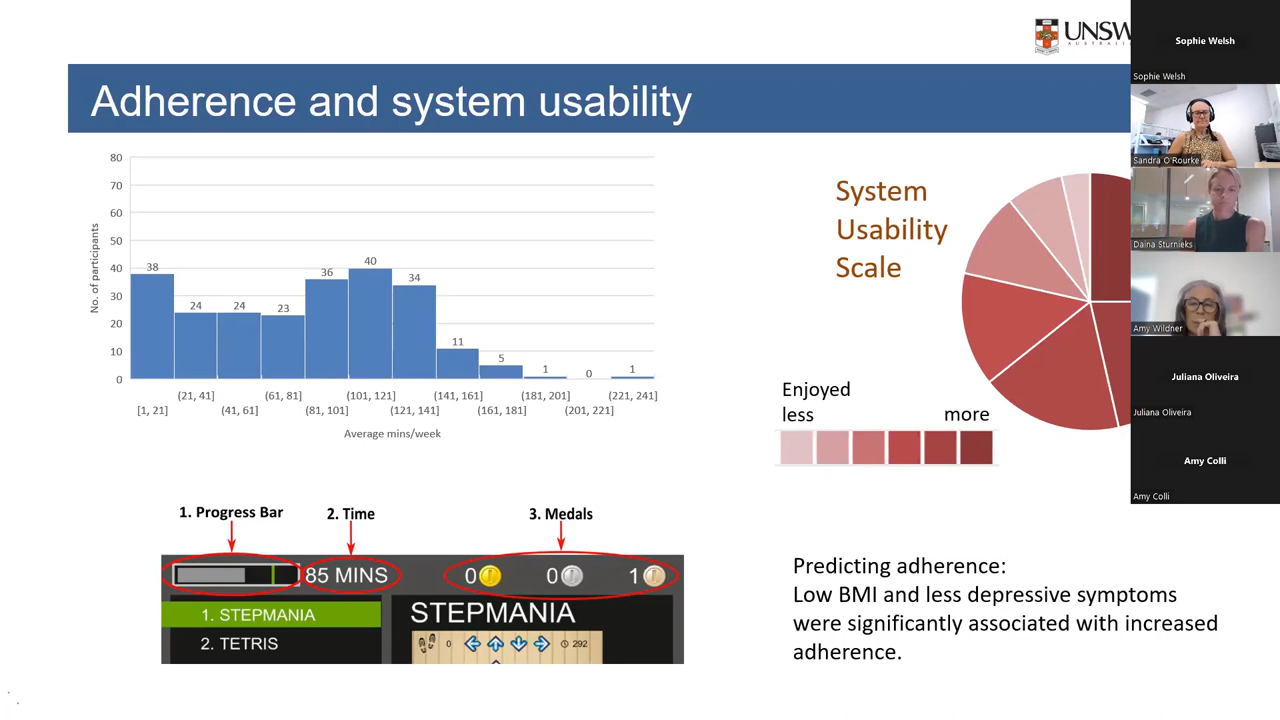 UNSW
AUSTRALIA
Adherence and system usability
80
70
60
50
40
30
20
10
0
No. of participants
38
24
24
23
36
40
34
11
5
1
0
1
[1, 21]
(21, 41]
(41, 61]
(61, 81]
(81, 101]
(101, 121]
(121, 141]
(141, 161]
(161, 181]
(181, 201]
(201, 221]
(221, 241]
Average mins/week
System
Usability
Scale
Enjoyed
less
more
1. Progress Bar
2. Time
3. Medals
85 MINS
0
0
1
1. STEPMANIA
2. TETRIS
STEPMANIA
0
292
Predicting adherence:
Low BMI and less depressive symptoms
were significantly associated with increased
adherence.
Sophie Welsh
Sophie Welsh
Sandra O'Rourke
Daina Sturnieks
Amy Wildner
Juliana Oliveira
Juliana Oliveira
Amy Colli
Amy Colli